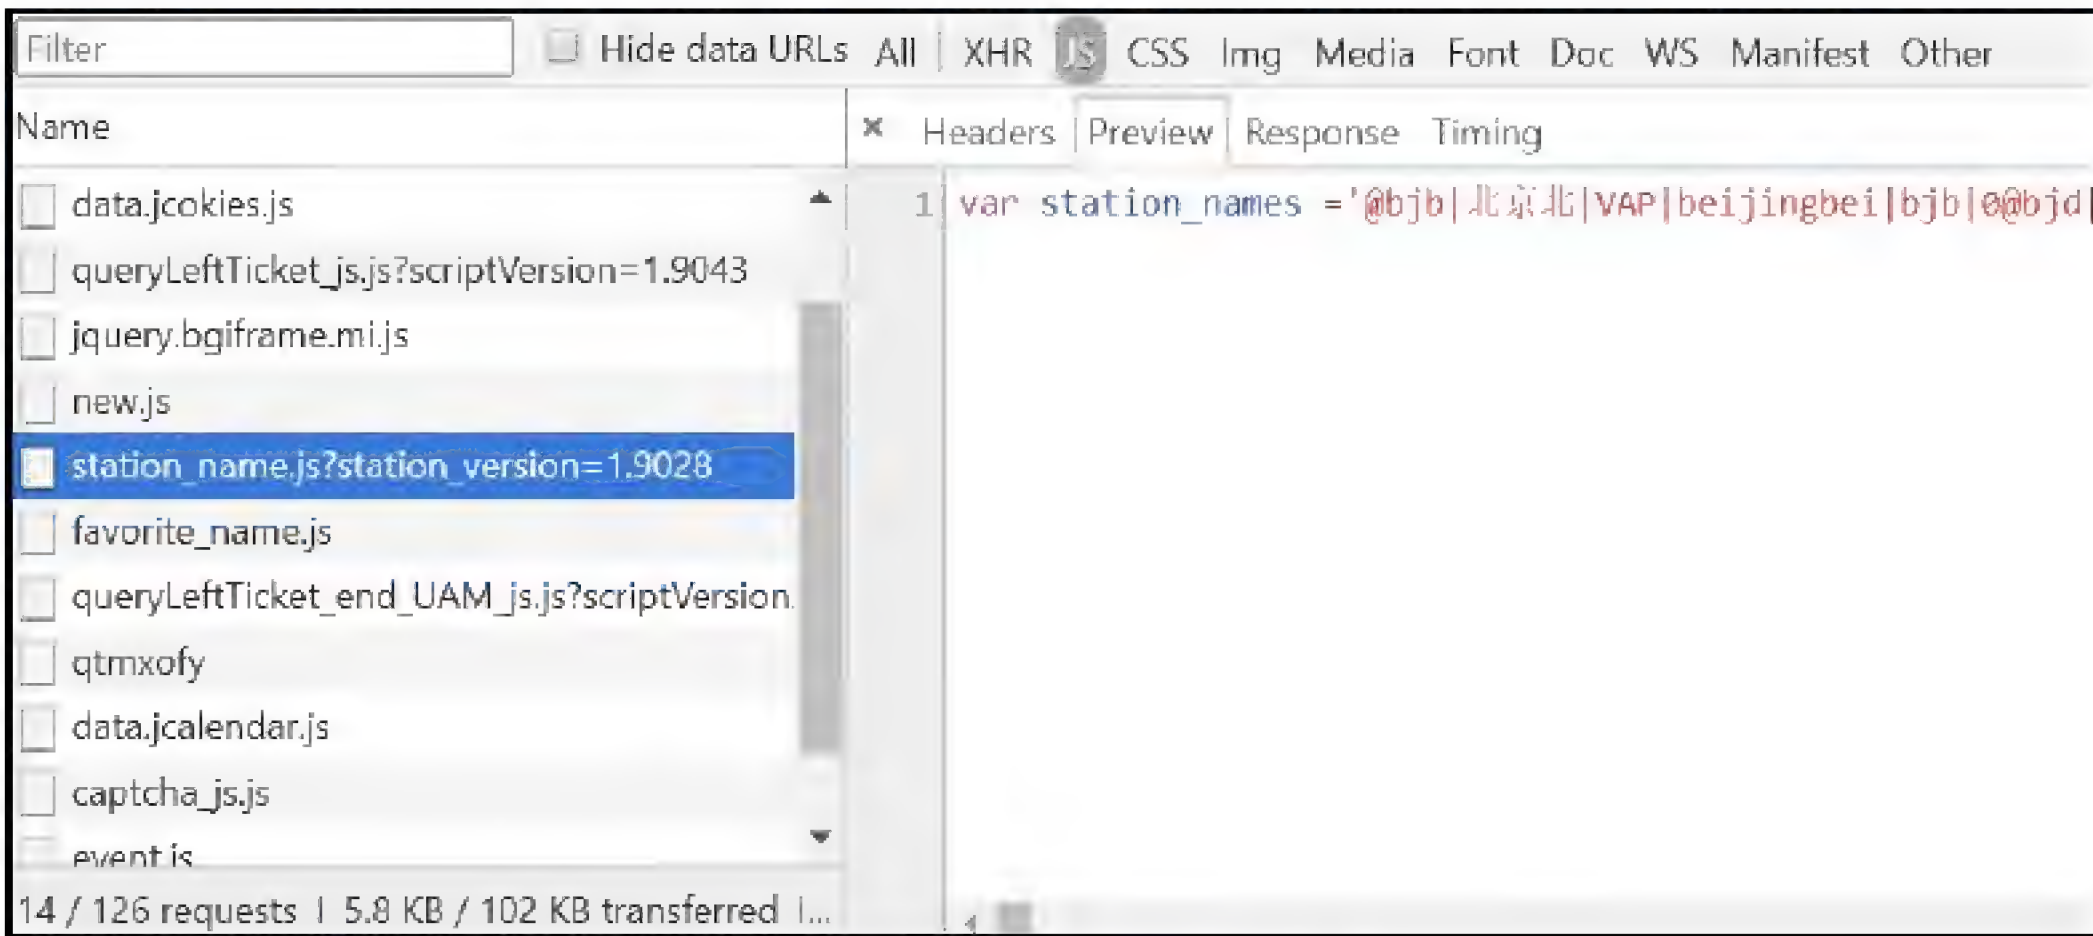 Filter Hide data URLs All XHR JS CSS Img Media Font Doc WS Manifest Other
Name
× Headers Preview Response Timing
data.jcokies.js
1 var station_names ='@bjb|北京北|VAP|beijingbei|bjb|0@bjd|
queryLeftTicket_js.js?scriptVersion=1.9043
jquery.bgiframe.mi.js
new.js
station_name.js?station_version=1.9028
favorite_name.js
queryLeftTicket_end_UAM_js.js?scriptVersion.
qtmxofy
data.jcalendar.js
captcha_js.js
event.js
14 / 126 requests | 5.8 KB / 102 KB transferred |...